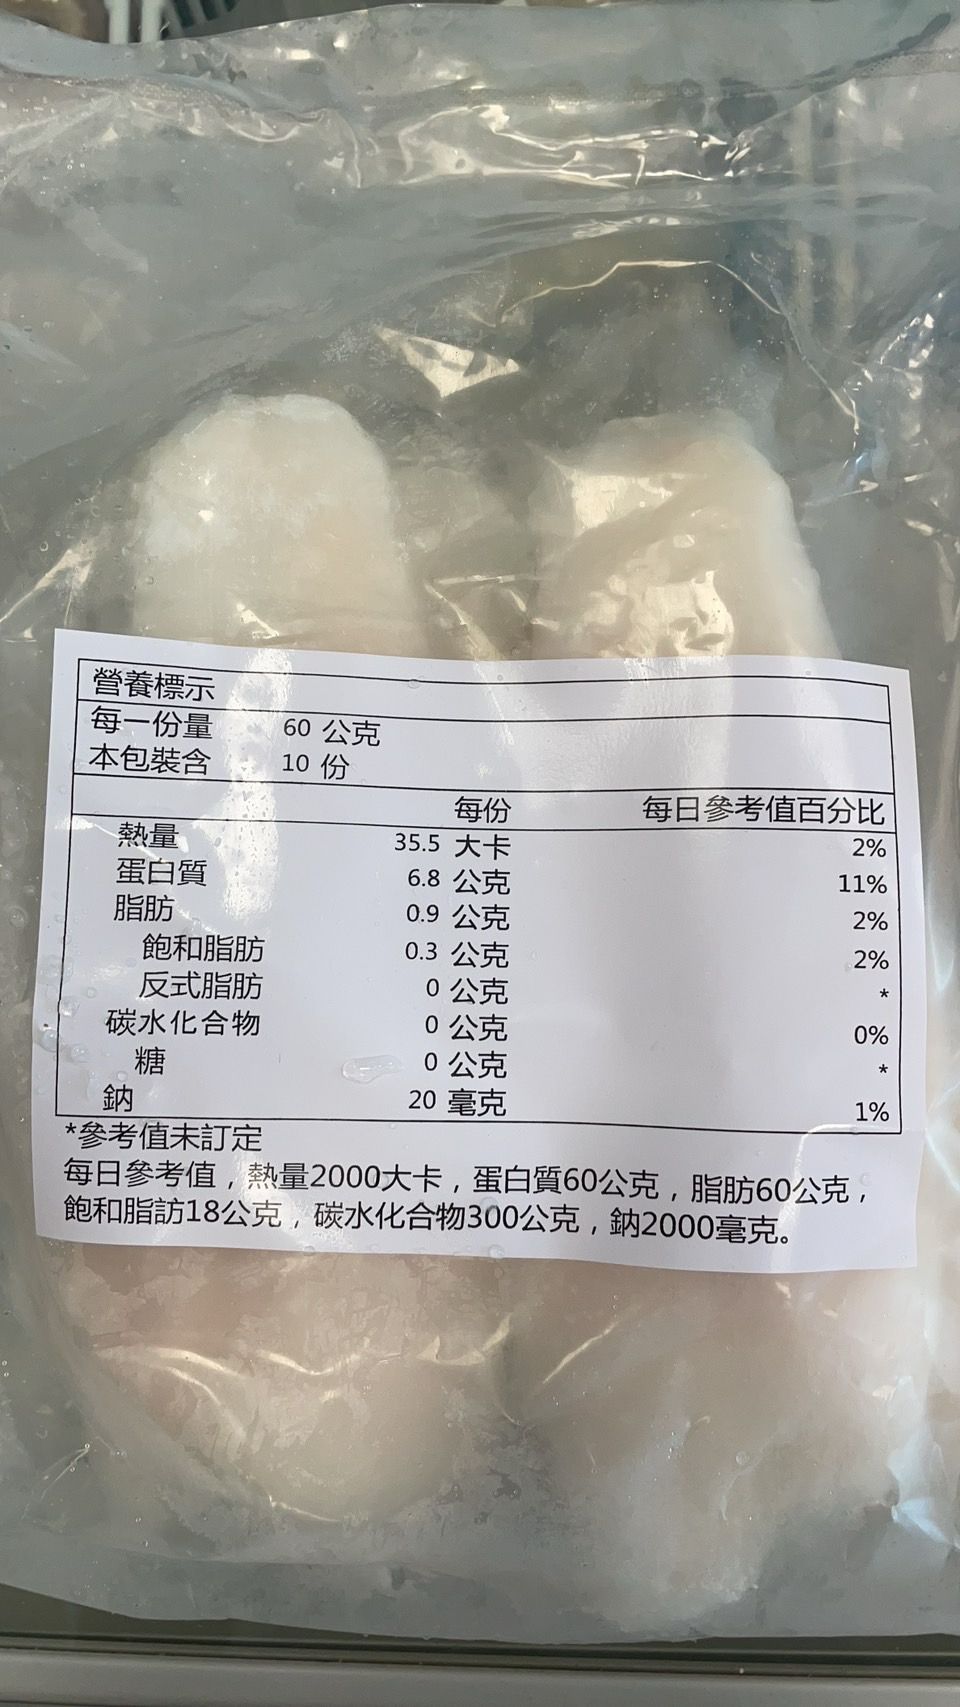 營養標示
每一份量 60 公克
本包裝含 10 份
每份 每日參考值百分比
熱量 35.5 大卡 2%
蛋白質 6.8 公克 11%
脂肪 0.9 公克 2%
飽和脂肪 0.3 公克 2%
反式脂肪 0 公克 *
碳水化合物 0 公克 0%
糖 0 公克 *
鈉 20 毫克 1%
*參考值未訂定
每日參考值，熱量2000大卡，蛋白質60公克，脂肪60公克，
飽和脂訪18公克，碳水化合物300公克，鈉2000毫克。